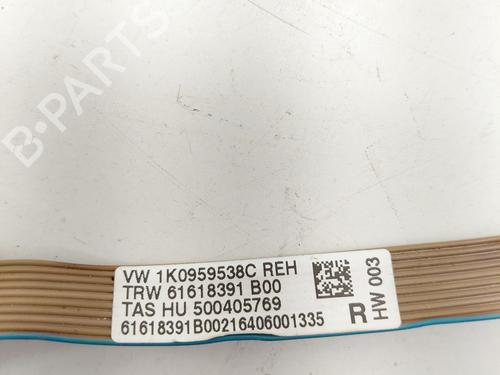 B-PARTS
VW 1K0959538C REH
TRW 61618391 B00
TAS HU 500405769
61618391B00216406001335
R
HW 003